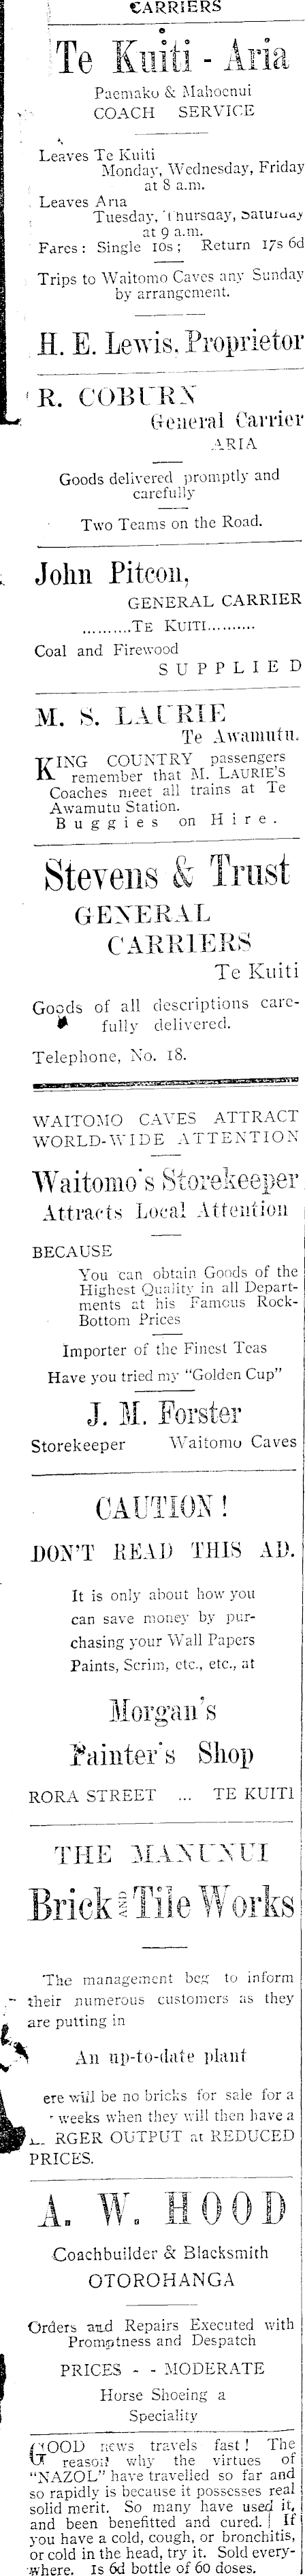 CARRIERS
Te Kuiti - Aria
Paemako & Mahoenui
COACH SERVICE
Leaves Te Kuiti
Monday, Wednesday, Friday
at 8 a.m.
Leaves Aria
Tuesday, Thursday, Saturday
at 9 a.m.
Fares: Single 10s; Return 17s 6d
Trips to Waitomo Caves any Sunday
by arrangement.
H. E. Lewis, Proprietor
R. COBURN
General Carrier
ARIA
Goods delivered promptly and
carefully
Two Teams on the Road.
John Pitcon,
GENERAL CARRIER
..........TE KUITI..........
Coal and Firewood
SUPPLIED
M. S. LAURIE
Te Awamutu.
KING COUNTRY passengers
remember that M. LAURIE'S
Coaches meet all trains at Te
Awamutu Station.
Buggies on Hire.
Stevens & Trust
GENERAL
CARRIERS
Te Kuiti
Goods of all descriptions care-
fully delivered.
Telephone, No. 18.
WAITOMO CAVES ATTRACT
WORLD-WIDE ATTENTION
Waitomo's Storekeeper
Attracts Local Attention
BECAUSE
You can obtain Goods of the
Highest Quality in all Depart-
ments at his Famous Rock-
Bottom Prices
Importer of the Finest Teas
Have you tried my "Golden Cup"
J. M. Forster
Storekeeper Waitomo Caves
CAUTION!
DON'T READ THIS AD.
It is only about how you
can save money by pur-
chasing your Wall Papers
Paints, Scrim, etc., etc., at
Morgan's
Painter's Shop
RORA STREET ... TE KUITI
THE MANUNUI
Brick AND Tile Works
The management beg to inform
their numerous customers as they
are putting in
An up-to-date plant
ere will be no bricks for sale for a
weeks when they will then have a
RGER OUTPUT at REDUCED
PRICES.
A. W. HOOD
Coachbuilder & Blacksmith
OTOROHANGA
Orders and Repairs Executed with
Promptness and Despatch
PRICES - - MODERATE
Horse Shoeing a
Speciality
GOOD news travels fast! The
reason why the virtues of
"NAZOL" have travelled so far and
so rapidly is because it possesses real
solid merit. So many have used it,
and been benefitted and cured. If
you have a cold, cough, or bronchitis,
or cold in the head, try it. Sold every-
where. 1s 6d bottle of 60 doses.